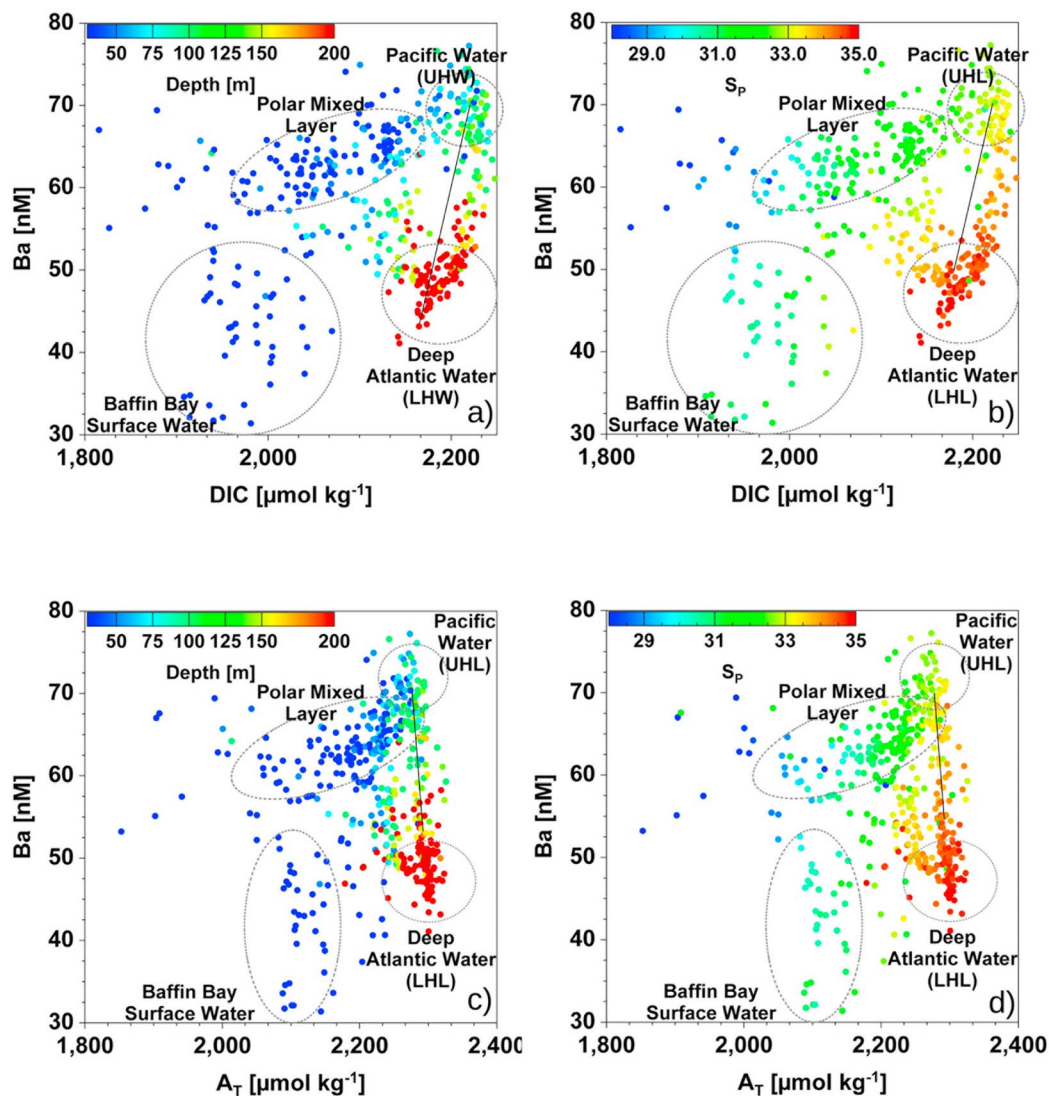 80
70
60
50
40
30
Ba [nM]
50 75 100 150 200
Depth [m]
Pacific Water
(UHW)
Polar Mixed
Layer
Baffin Bay
Surface Water
Deep
Atlantic Water
(LHW)
a)
1,800 2,000 2,200
DIC [µmol kg-1]
80
70
60
50
40
30
Ba [nM]
29.0 31.0 33.0 35.0
SP
Pacific Water
(UHL)
Polar Mixed
Layer
Baffin Bay
Surface Water
Deep
Atlantic Water
(LHL)
b)
1,800 2,000 2,200
DIC [µmol kg-1]
80
70
60
50
40
30
Ba [nM]
50 75 100 150 200
Depth [m]
Pacific
Water
(UHL)
Polar Mixed
Layer
Baffin Bay
Surface Water
Deep
Atlantic Water
(LHL)
c)
1,800 2,000 2,200 2,400
AT [µmol kg-1]
80
70
60
50
40
30
Ba [nM]
29 31 33 35
SP
Pacific
Water
(UHL)
Polar Mixed
Layer
Baffin Bay
Surface Water
Deep
Atlantic Water
(LHL)
d)
1,800 2,000 2,200 2,400
AT [µmol kg-1]